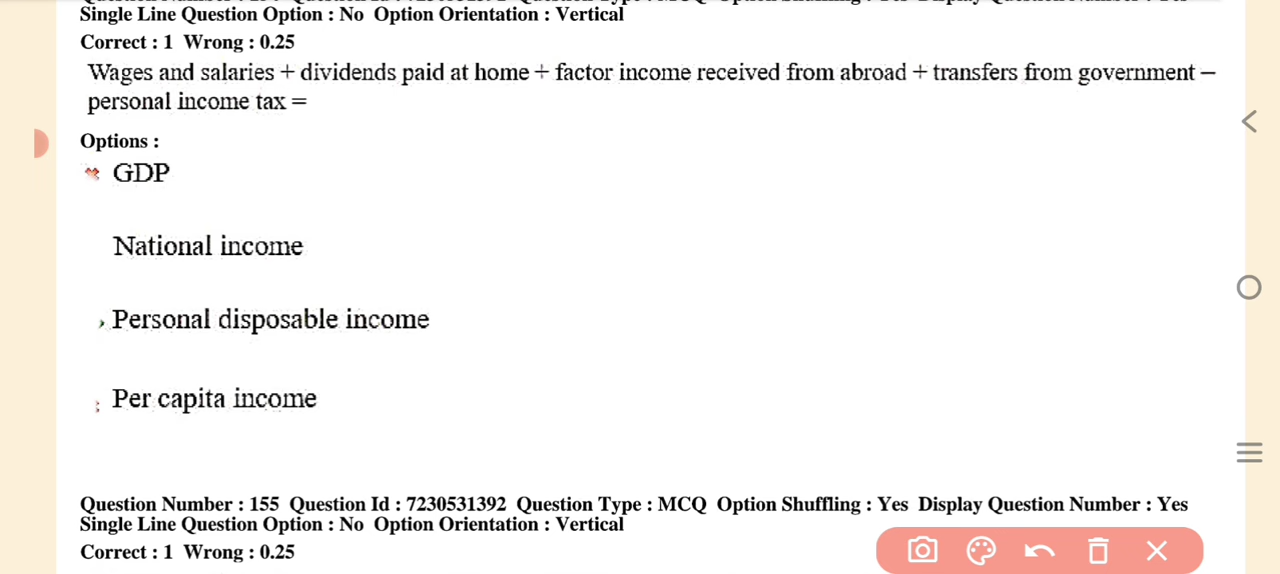 Single Line Question Option : No Option Orientation : Vertical
Correct : 1 Wrong : 0.25
Wages and salaries + dividends paid at home + factor income received from abroad + transfers from government –
personal income tax =
Options :
GDP
National income
Personal disposable income
Per capita income
Question Number : 155 Question Id : 7230531392 Question Type : MCQ Option Shuffling : Yes Display Question Number : Yes
Single Line Question Option : No Option Orientation : Vertical
Correct : 1 Wrong : 0.25